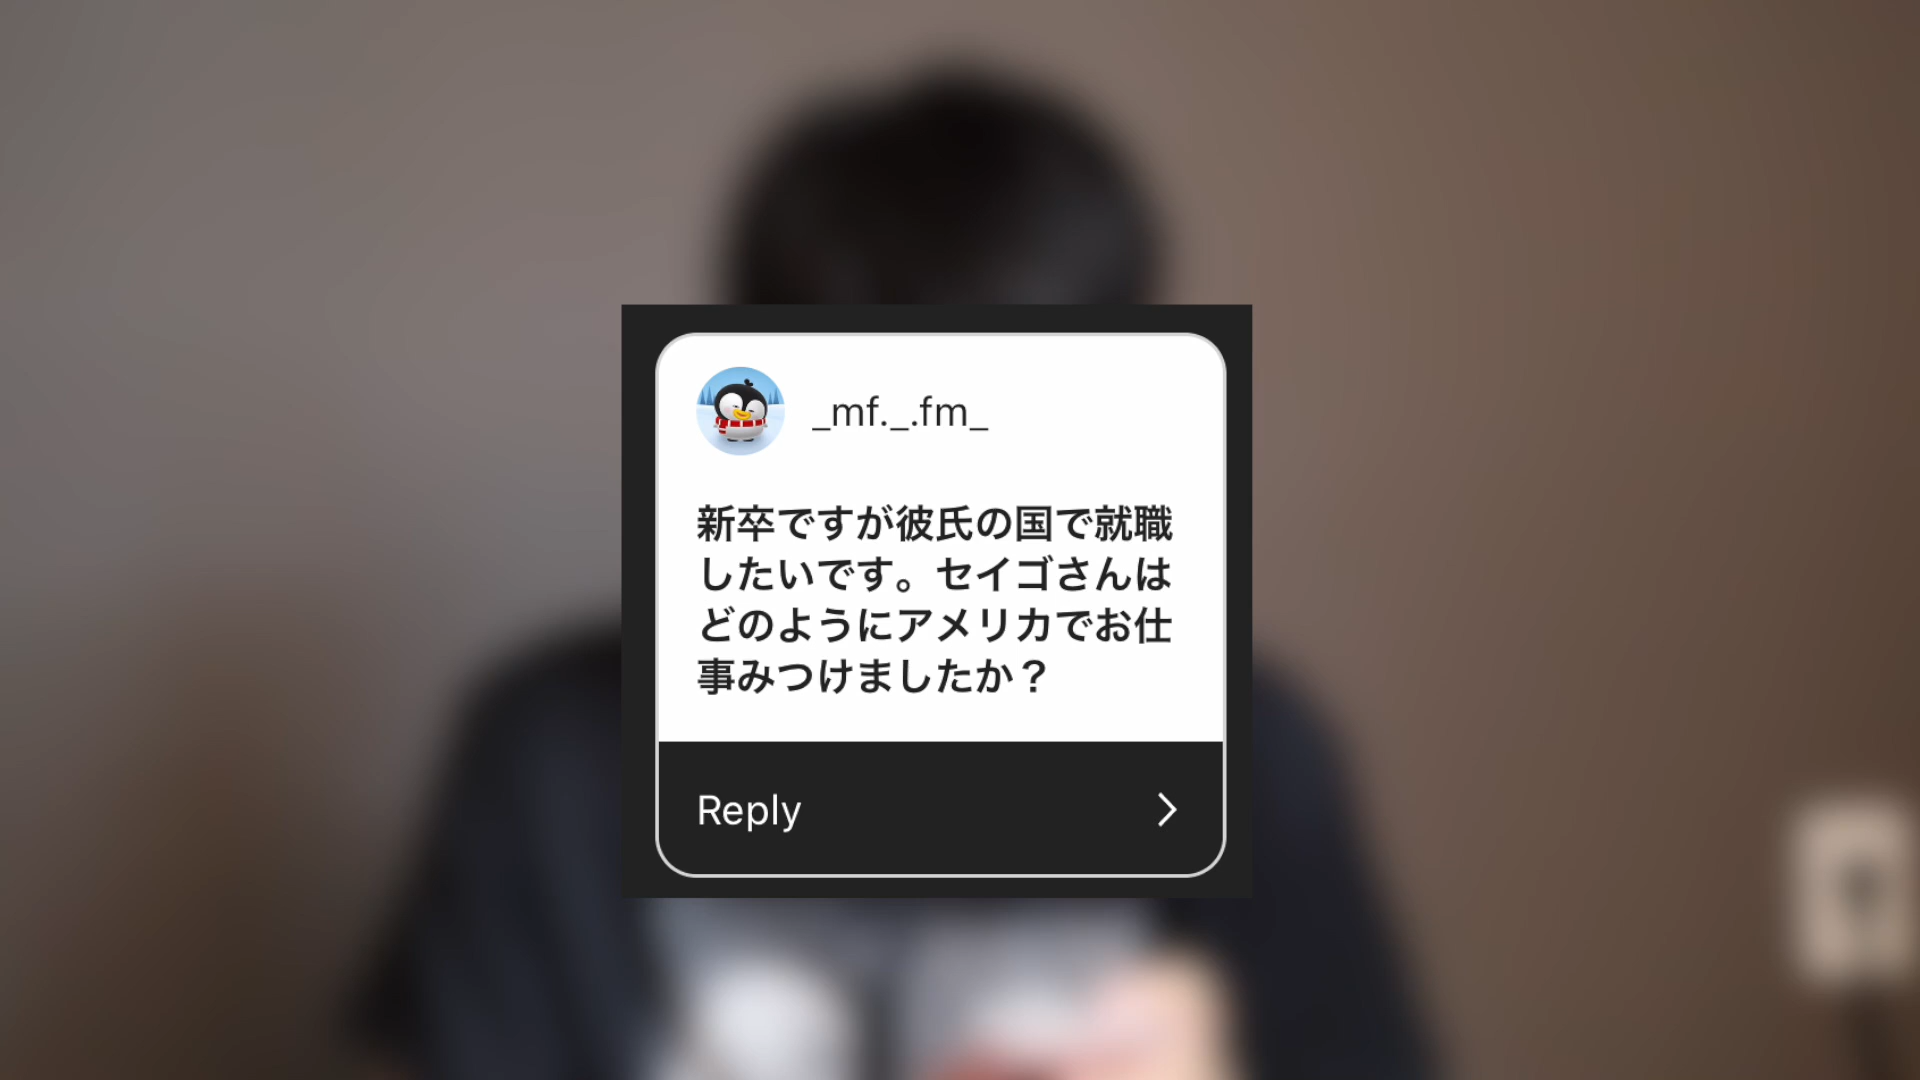 _mf._.fm_
新卒ですが彼氏の国で就職
したいです。セイゴさんは
どのようにアメリカでお仕
事みつけましたか？
Reply